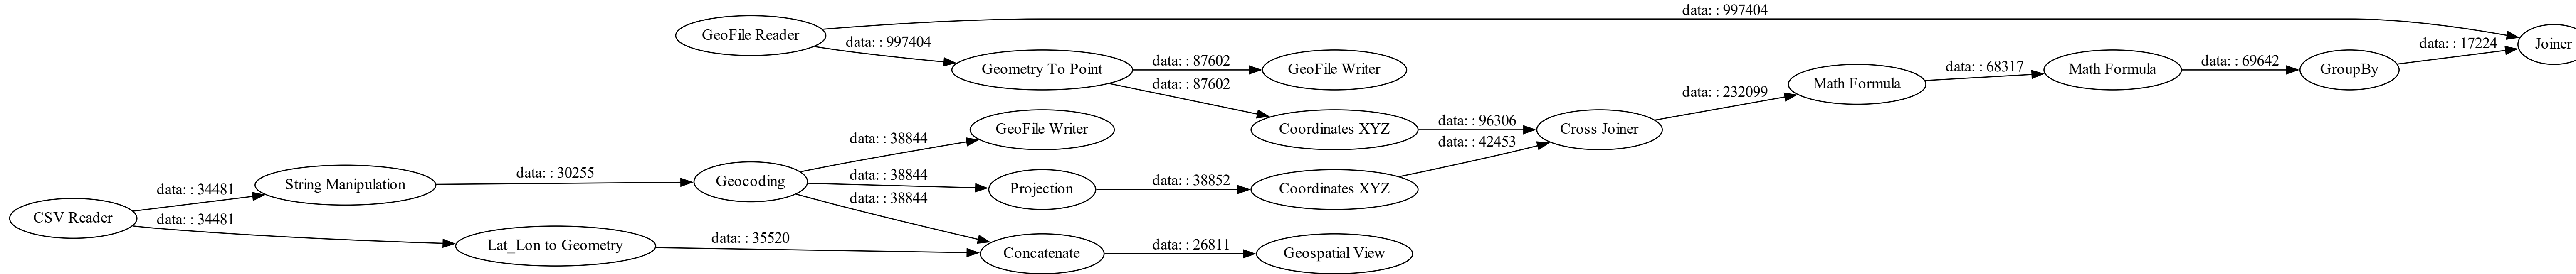 data: : 997404
GeoFile Reader
data: : 997404
Joiner
data: : 17224
Geometry To Point
data: : 87602
GeoFile Writer
data: : 87602
Math Formula
data: : 68317
Math Formula
data: : 69642
GroupBy
data: : 232099
GeoFile Writer
data: : 38844
Coordinates XYZ
data: : 96306
Cross Joiner
data: : 42453
CSV Reader
data: : 34481
String Manipulation
data: : 30255
Geocoding
data: : 38844
Projection
data: : 38852
Coordinates XYZ
data: : 38844
data: : 34481
Lat_Lon to Geometry
data: : 35520
Concatenate
data: : 26811
Geospatial View